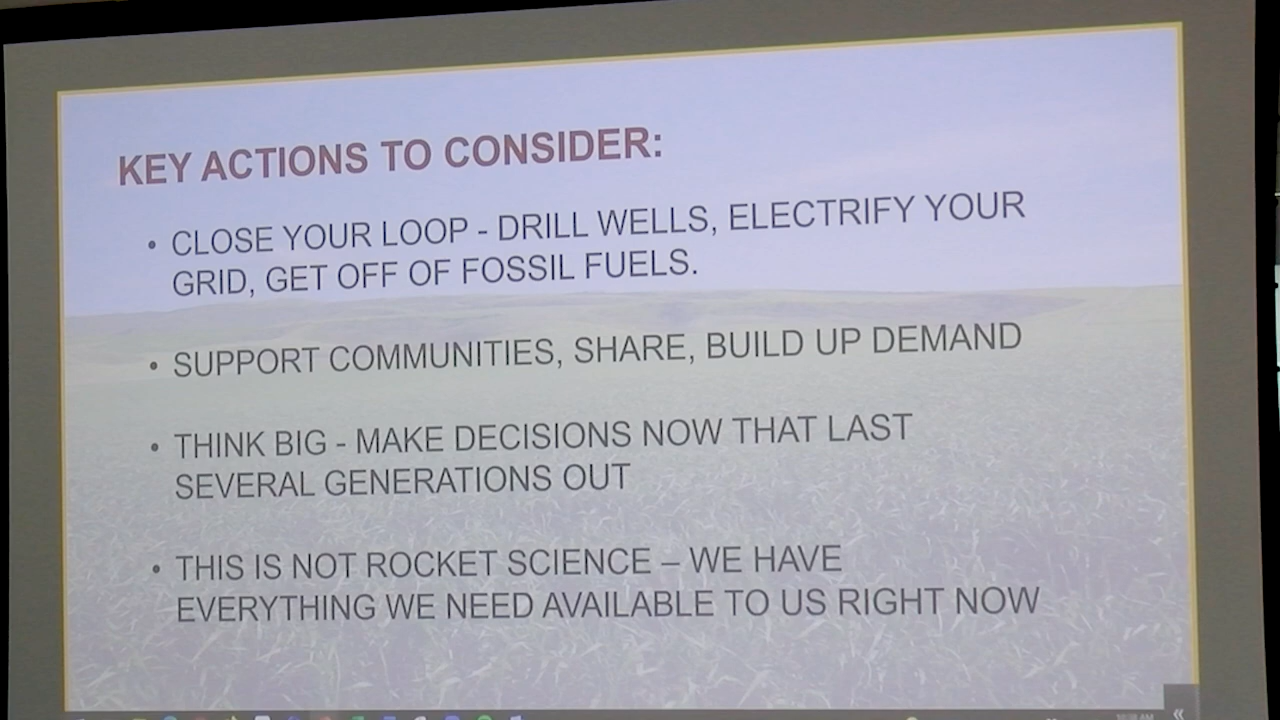 KEY ACTIONS TO CONSIDER:
• CLOSE YOUR LOOP - DRILL WELLS, ELECTRIFY YOUR
GRID, GET OFF OF FOSSIL FUELS.
• SUPPORT COMMUNITIES, SHARE, BUILD UP DEMAND
• THINK BIG - MAKE DECISIONS NOW THAT LAST
SEVERAL GENERATIONS OUT
• THIS IS NOT ROCKET SCIENCE – WE HAVE
EVERYTHING WE NEED AVAILABLE TO US RIGHT NOW